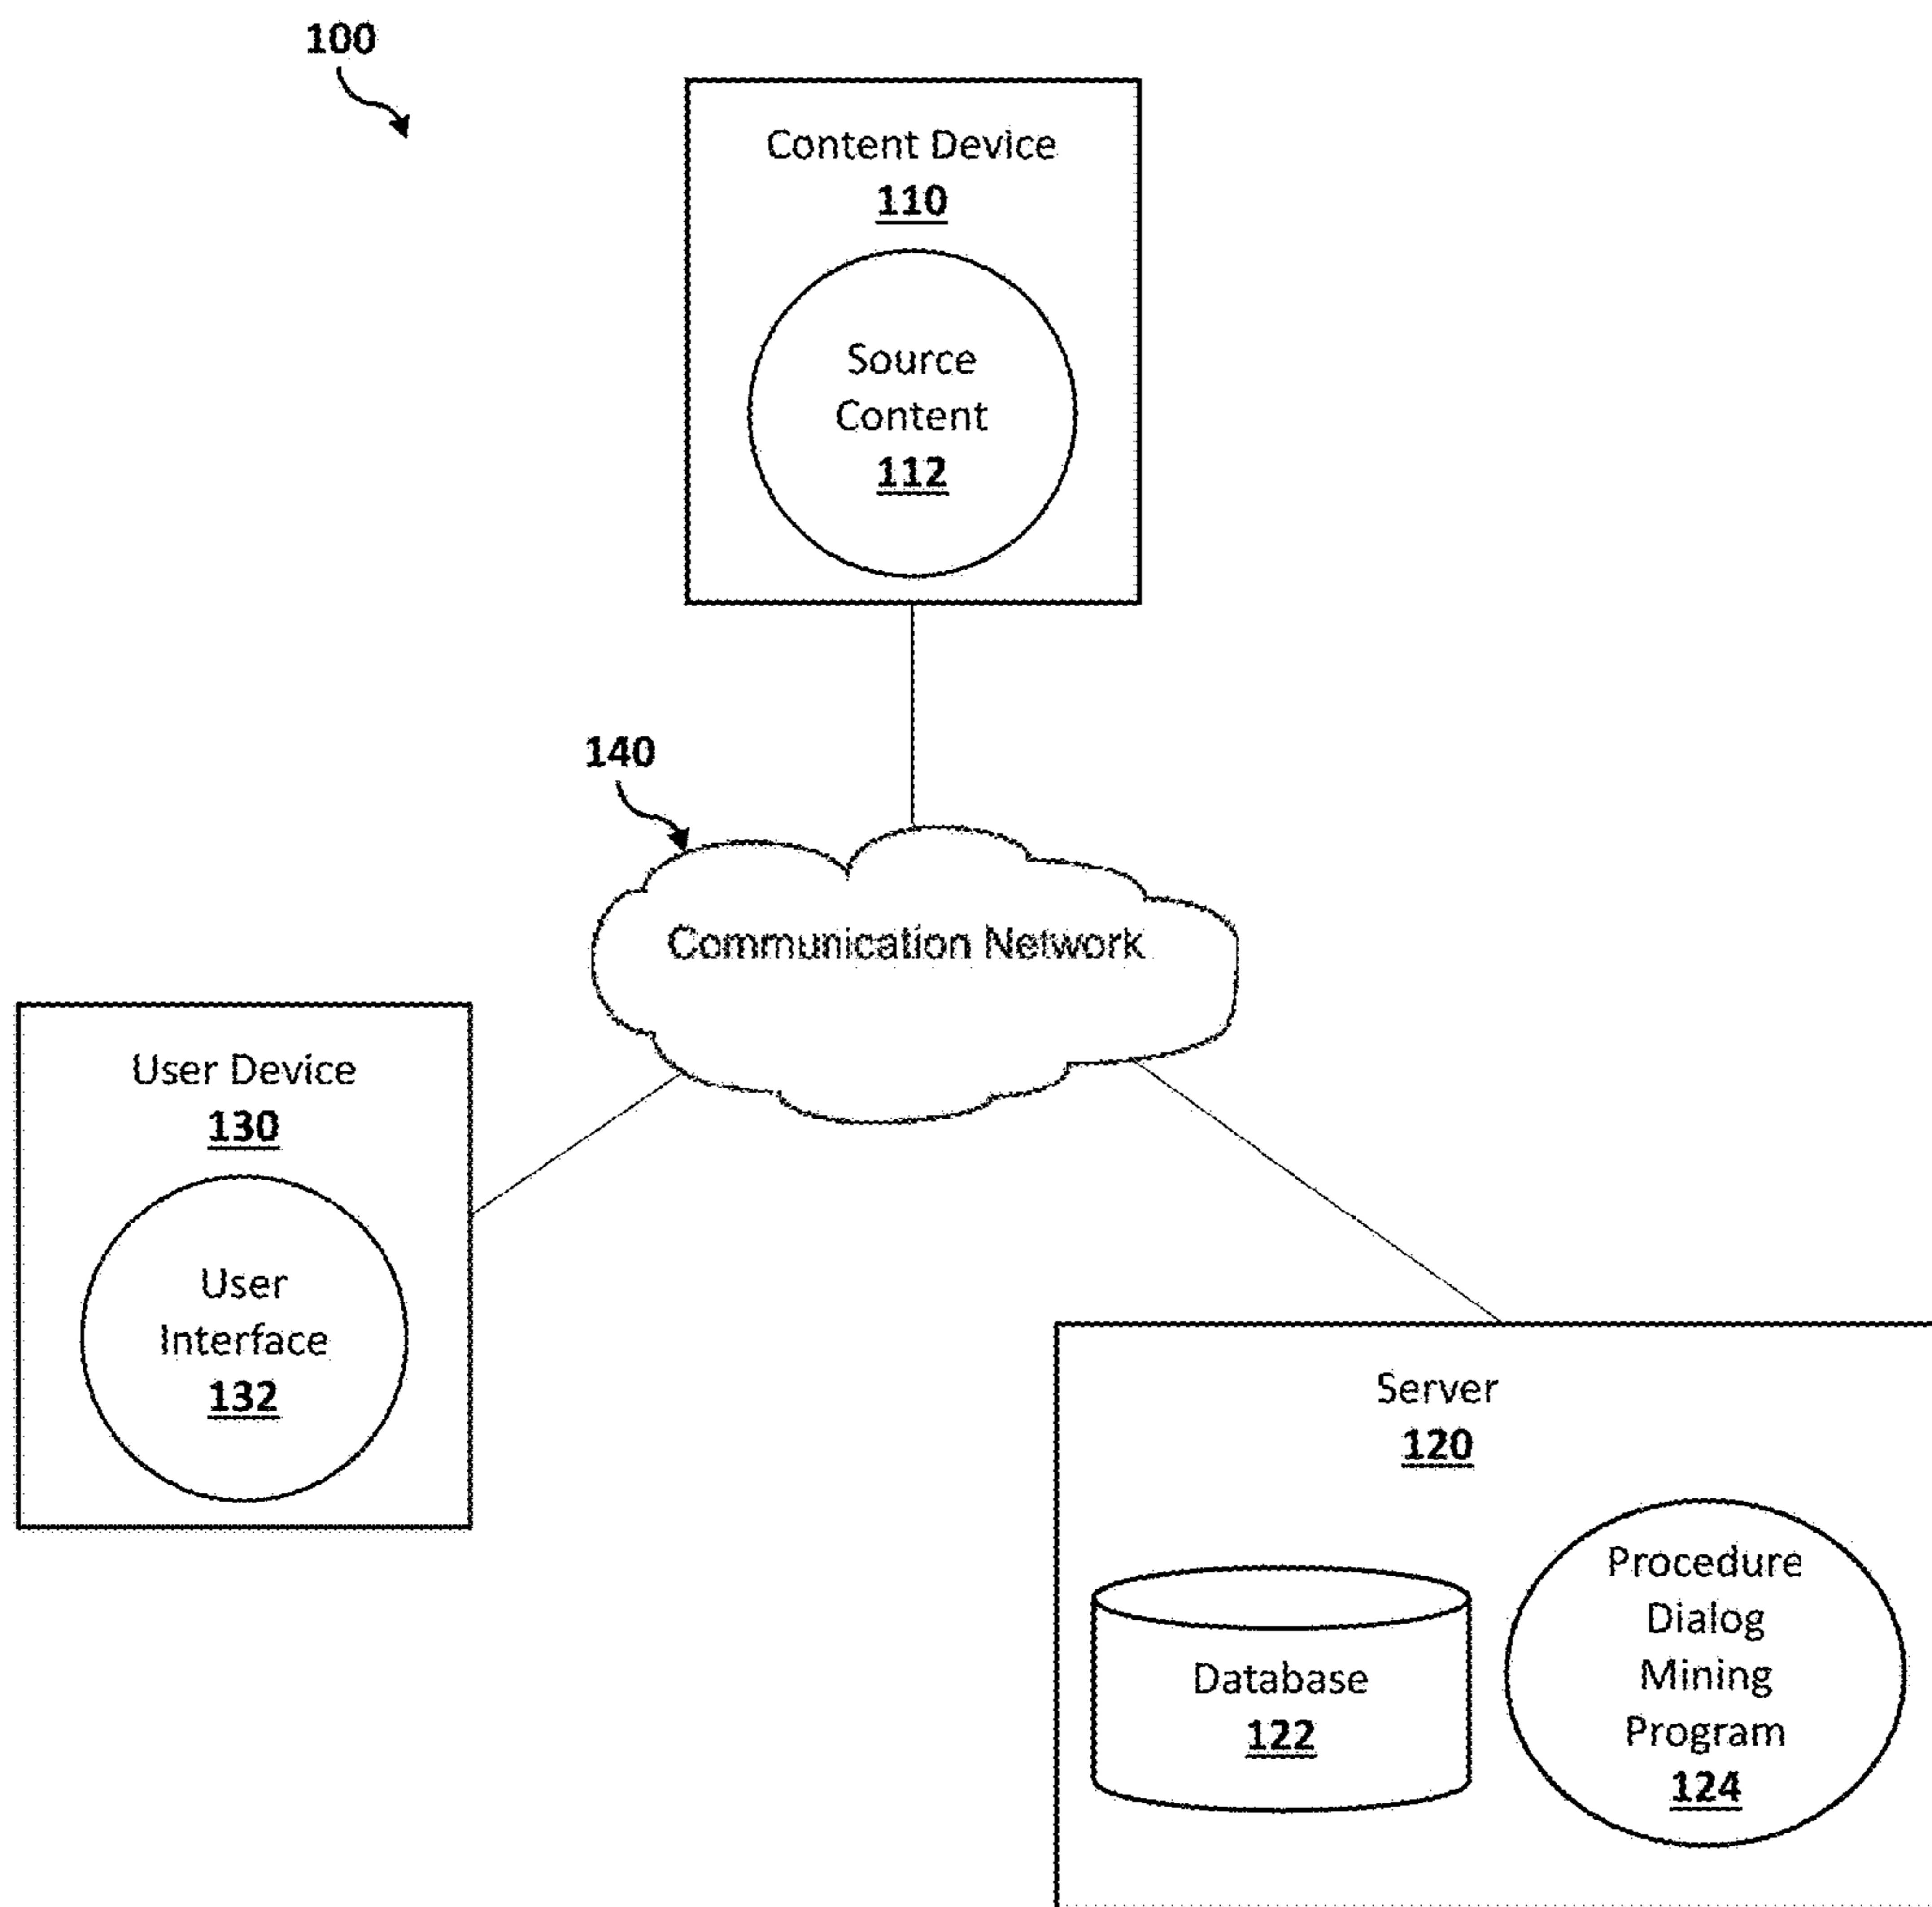 100
Content Device
110
Source
Content
112
140
Communication Network
User Device
130
User
Interface
132
Server
120
Database
122
Procedure
Dialog
Mining
Program
124